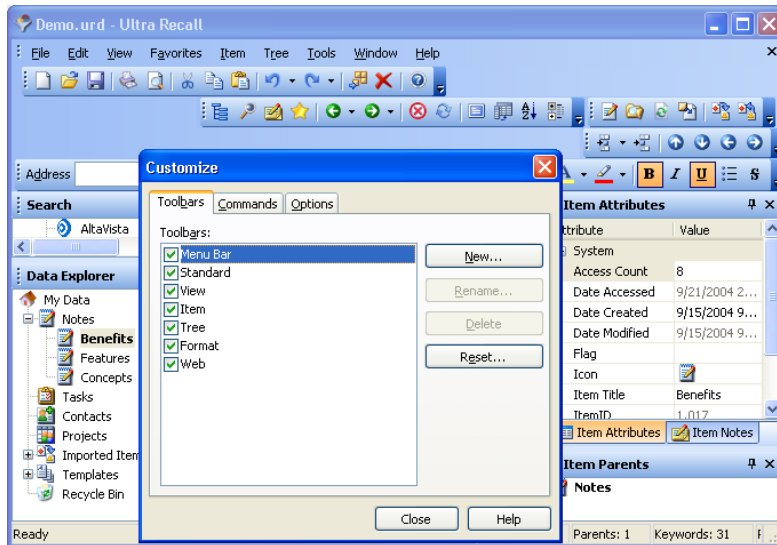 Demo.urd - Ultra Recall
File Edit View Favorites Item Tree Tools Window Help
Address
B I U S
Search
AltaVista
Data Explorer
My Data
Notes
Benefits
Features
Concepts
Tasks
Contacts
Projects
Imported Item
Templates
Recycle Bin
Customize
Toolbars Commands Options
Toolbars:
Menu Bar
Standard
View
Item
Tree
Format
Web
New...
Rename...
Delete
Reset...
Close Help
Item Attributes
ttribute Value
System
Access Count 8
Date Accessed 9/21/2004 2...
Date Created 9/15/2004 9...
Date Modified 9/15/2004 9...
Flag
Icon
Item Title Benefits
ItemID 1,017
Item Attributes Item Notes
Item Parents
Notes
Ready Parents: 1 Keywords: 31